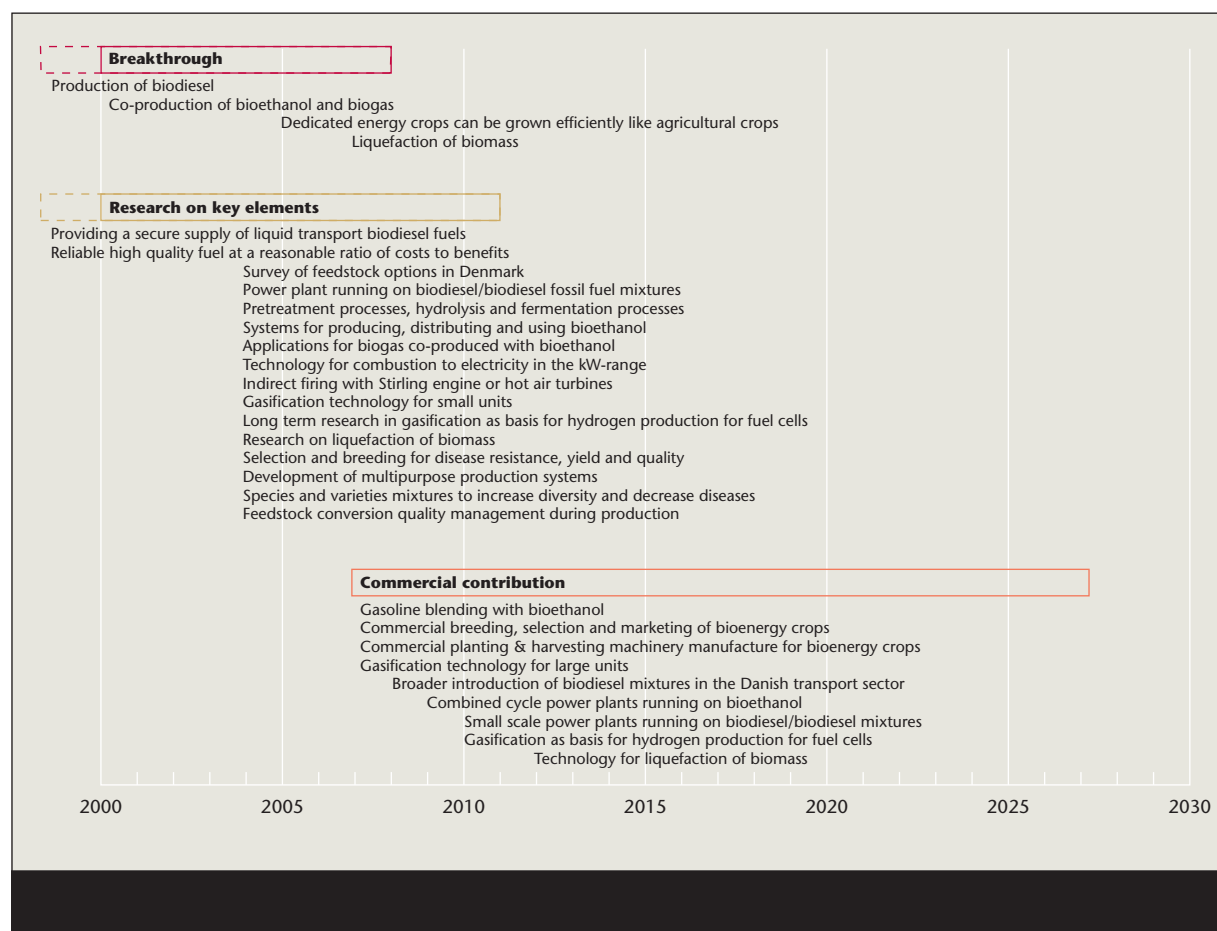 Breakthrough
Production of biodiesel
Co-production of bioethanol and biogas
Dedicated energy crops can be grown efficiently like agricultural crops
Liquefaction of biomass
Research on key elements
Providing a secure supply of liquid transport biodiesel fuels
Reliable high quality fuel at a reasonable ratio of costs to benefits
Survey of feedstock options in Denmark
Power plant running on biodiesel/biodiesel fossil fuel mixtures
Pretreatment processes, hydrolysis and fermentation processes
Systems for producing, distributing and using bioethanol
Applications for biogas co-produced with bioethanol
Technology for combustion to electricity in the kW-range
Indirect firing with Stirling engine or hot air turbines
Gasification technology for small units
Long term research in gasification as basis for hydrogen production for fuel cells
Research on liquefaction of biomass
Selection and breeding for disease resistance, yield and quality
Development of multipurpose production systems
Species and varieties mixtures to increase diversity and decrease diseases
Feedstock conversion quality management during production
Commercial contribution
Gasoline blending with bioethanol
Commercial breeding, selection and marketing of bioenergy crops
Commercial planting & harvesting machinery manufacture for bioenergy crops
Gasification technology for large units
Broader introduction of biodiesel mixtures in the Danish transport sector
Combined cycle power plants running on bioethanol
Small scale power plants running on biodiesel/biodiesel mixtures
Gasification as basis for hydrogen production for fuel cells
Technology for liquefaction of biomass
2000 2005 2010 2015 2020 2025 2030